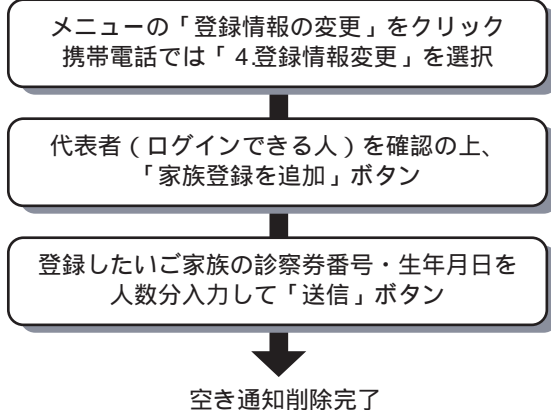 メニューの「登録情報の変更」をクリック
携帯電話では「4.登録情報変更」を選択
代表者(ログインできる人)を確認の上、
「家族登録を追加」ボタン
登録したいご家族の診察券番号・生年月日を
人数分入力して「送信」ボタン
空き通知削除完了